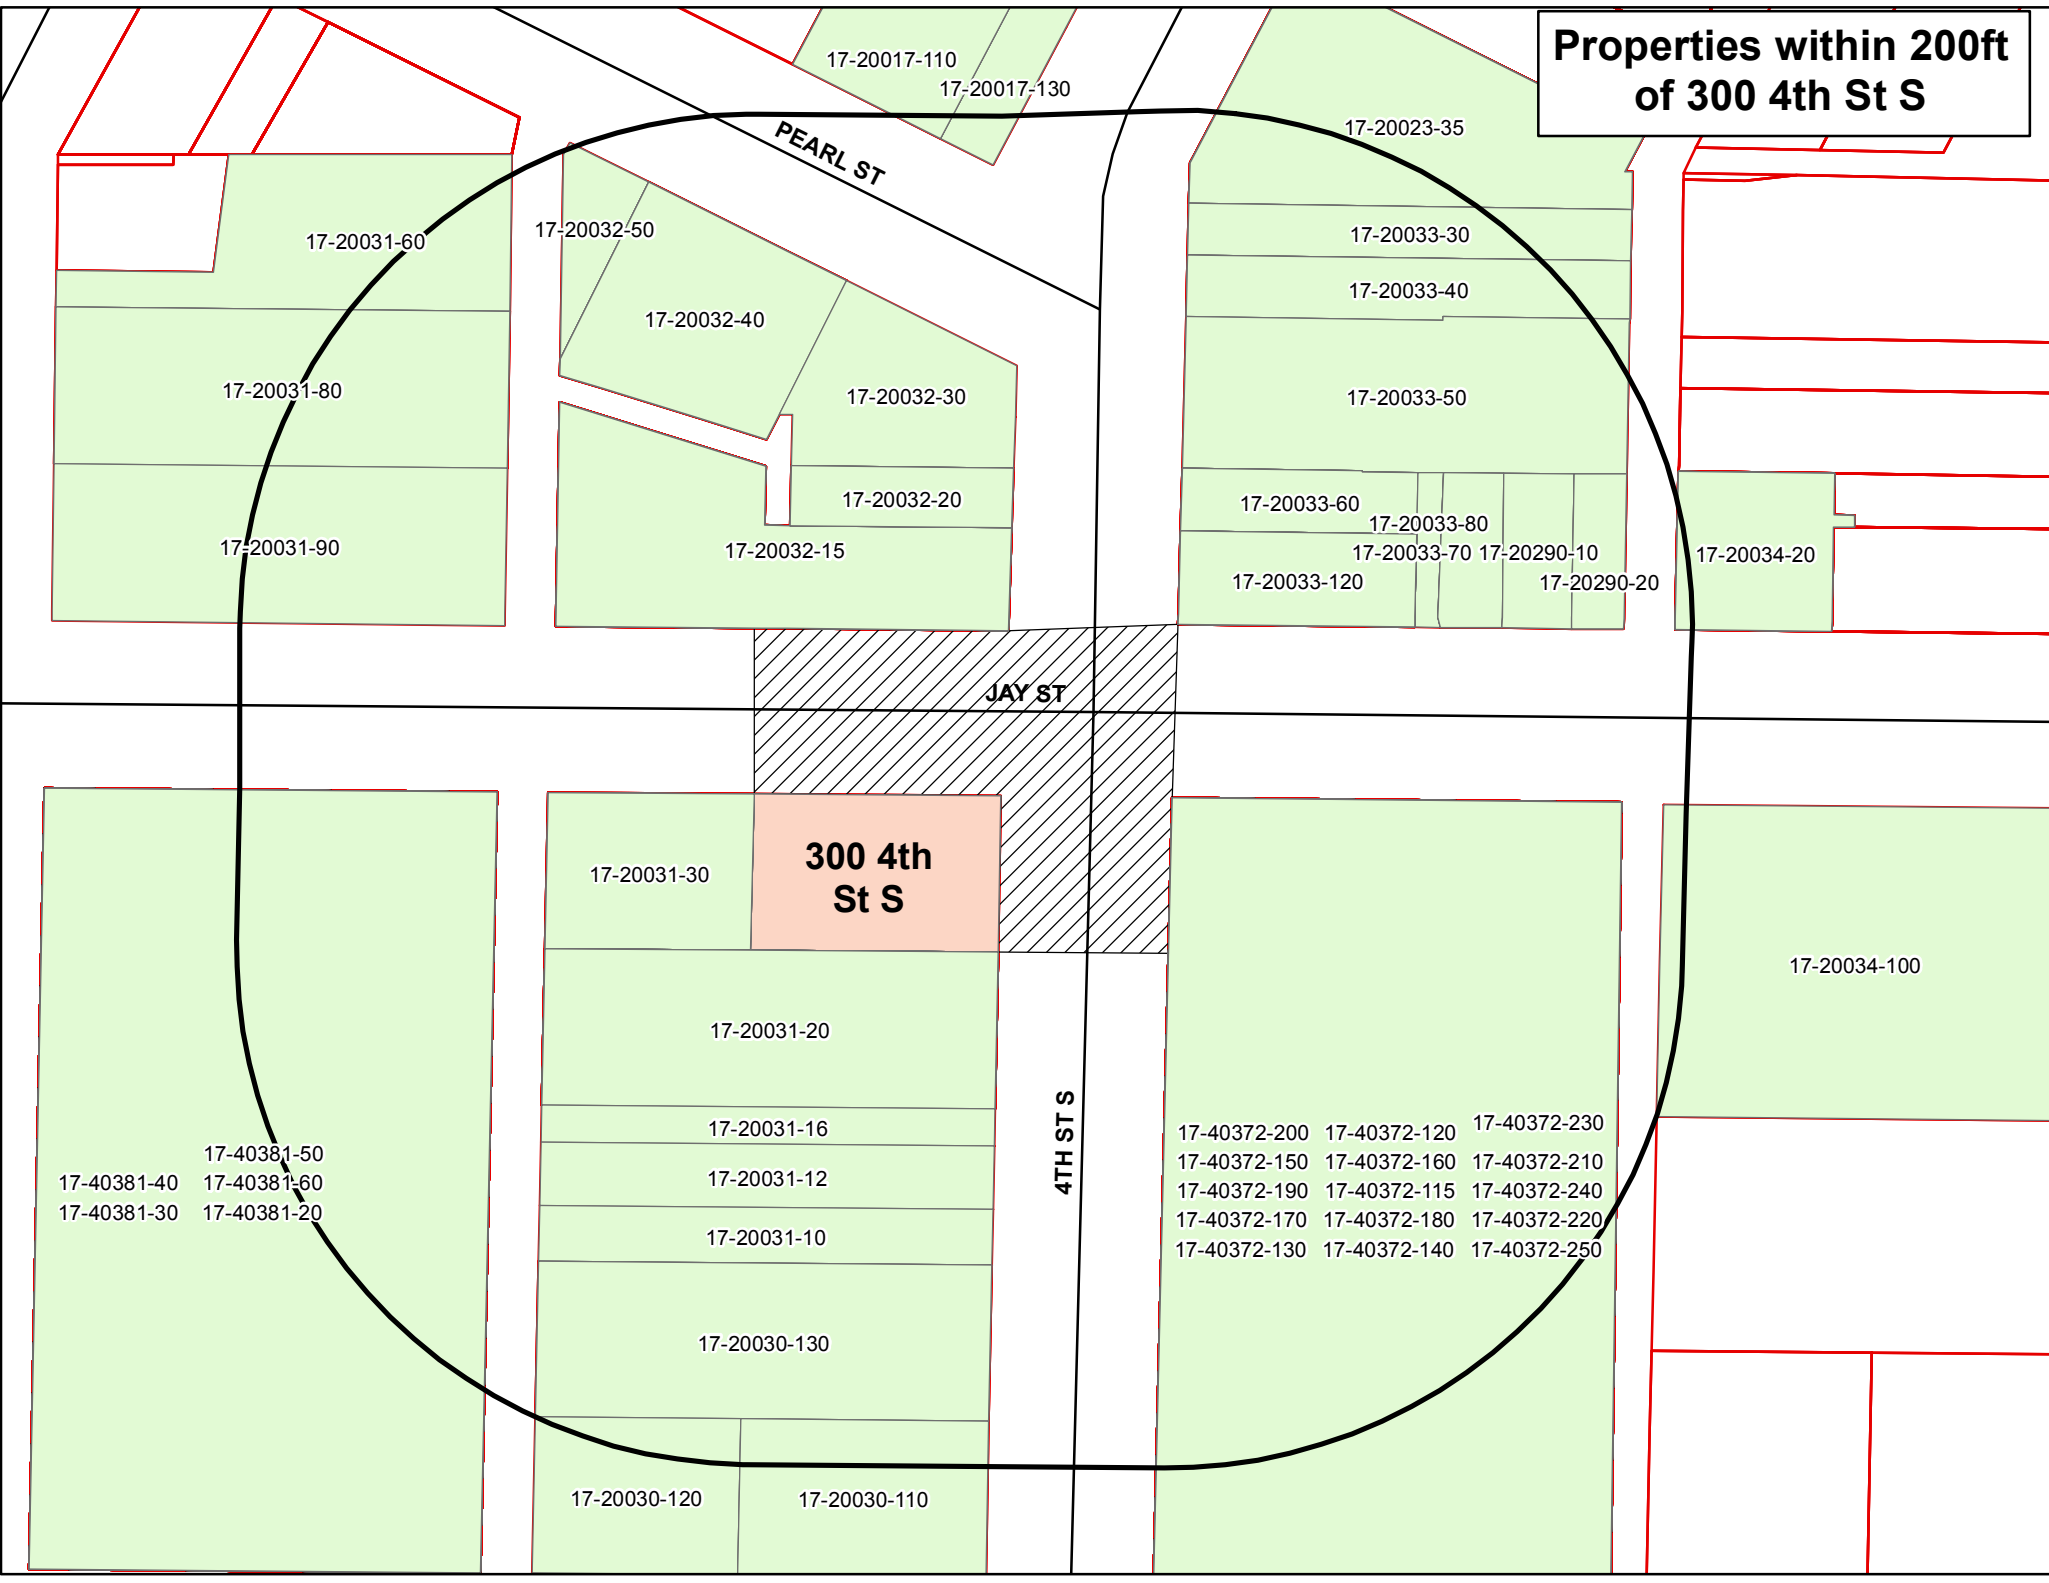 Properties within 200ft
of 300 4th St S
17-20017-110
17-20017-130
17-20023-35
PEARL ST
17-20031-60
17-20032-50
17-20033-30
17-20033-40
17-20032-40
17-20031-80
17-20032-30
17-20033-50
17-20032-20
17-20033-60
17-20033-80
17-20031-90
17-20032-15
17-20033-70
17-20290-10
17-20034-20
17-20033-120
17-20290-20
JAY ST
300 4th
St S
17-20031-30
17-20034-100
17-20031-20
4TH ST S
17-20031-16
17-20031-12
17-20031-10
17-20030-130
17-20030-120
17-20030-110
17-40381-50
17-40381-40 17-40381-60
17-40381-30 17-40381-20
17-40372-200 17-40372-120 17-40372-230
17-40372-150 17-40372-160 17-40372-210
17-40372-190 17-40372-115 17-40372-240
17-40372-170 17-40372-180 17-40372-220
17-40372-130 17-40372-140 17-40372-250